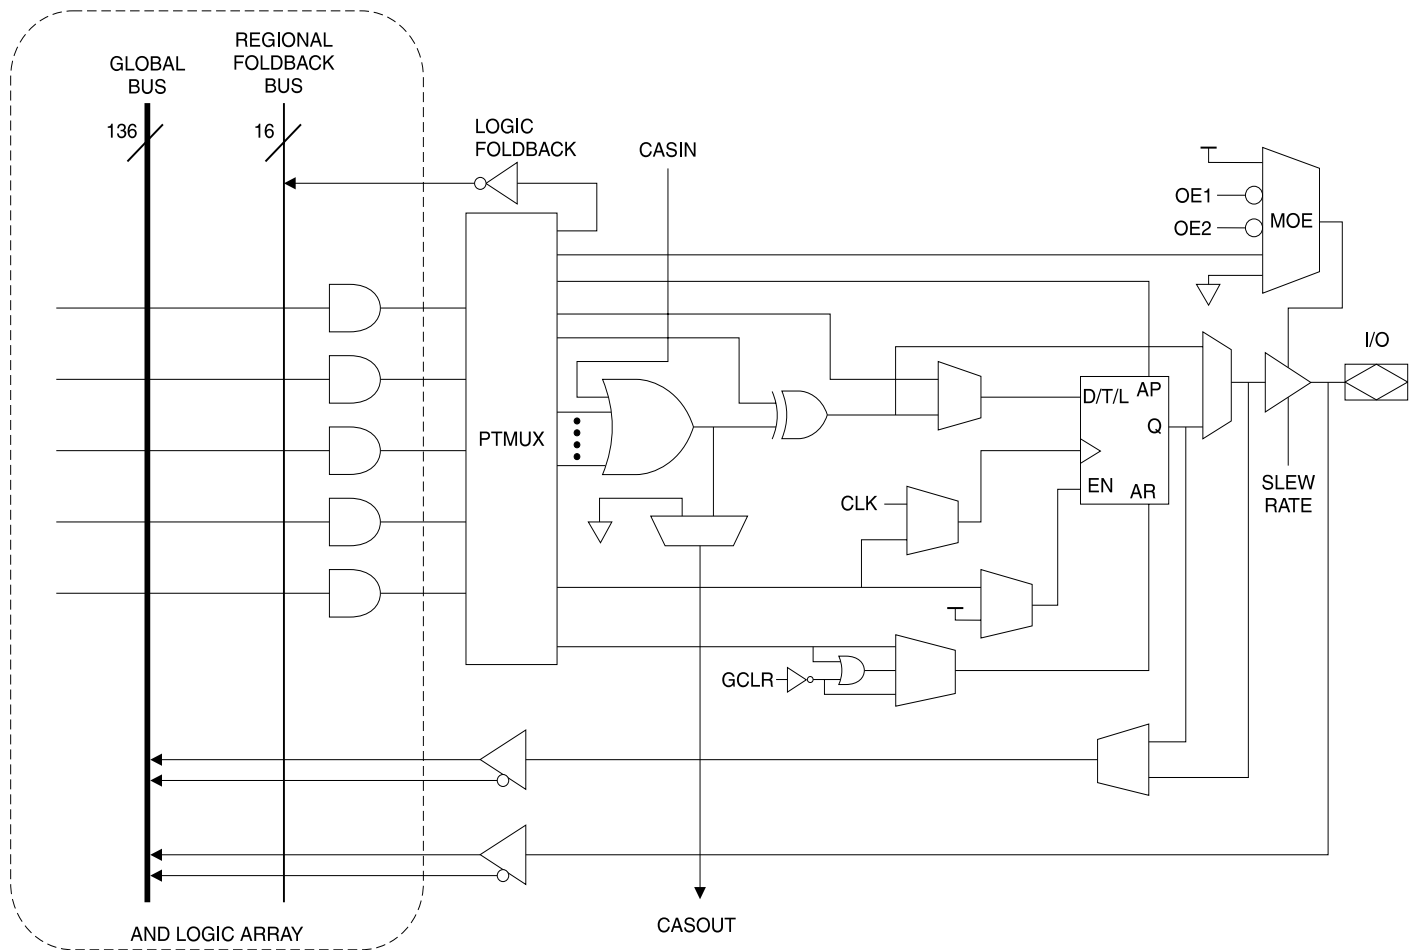 GLOBAL
BUS
REGIONAL
FOLDBACK
BUS
136
16
LOGIC
FOLDBACK
CASIN
OE1
OE2
MOE
I/O
PTMUX
D/T/L
AP
Q
EN
AR
CLK
SLEW
RATE
GCLR
CASOUT
AND LOGIC ARRAY